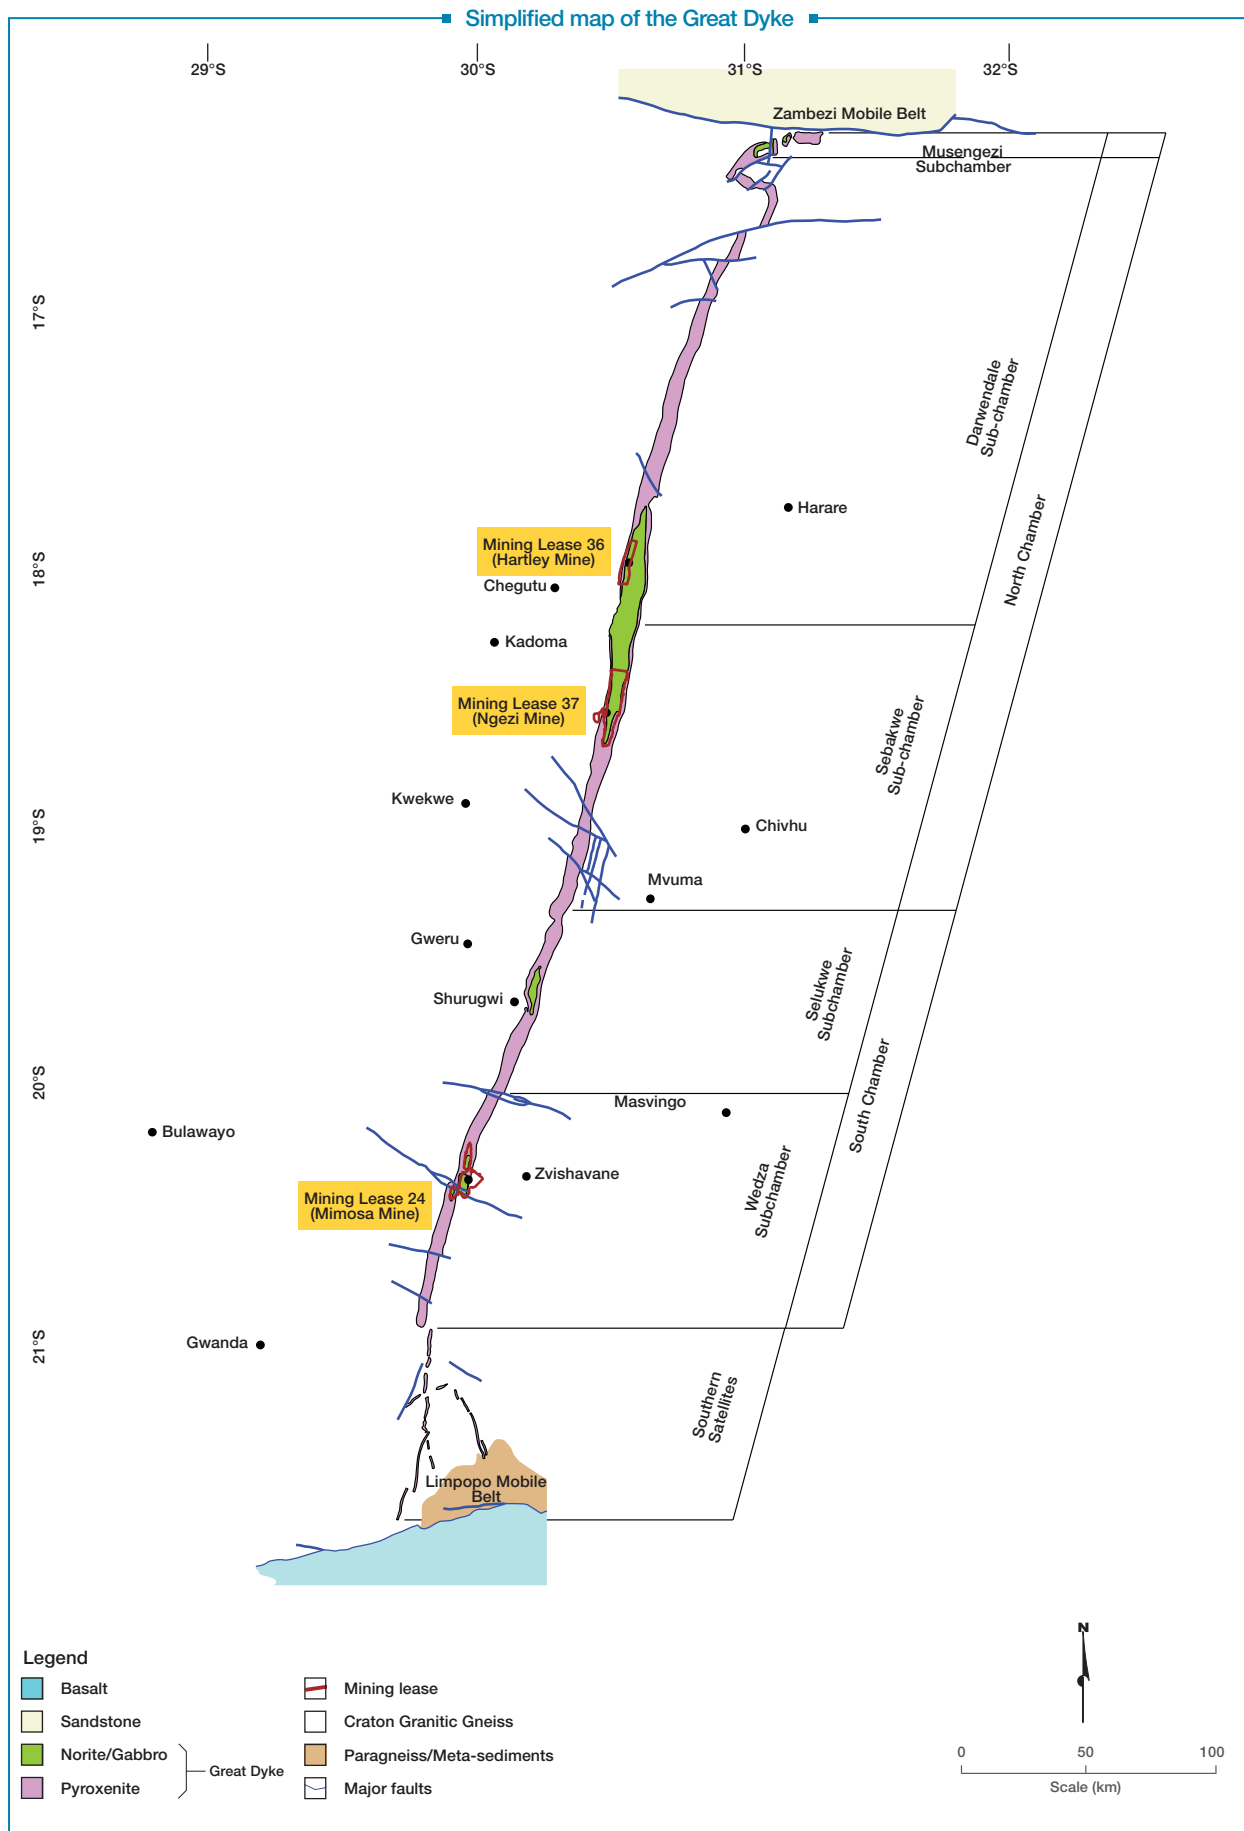 Simplified map of the Great Dyke
29°S
30°S
31°S
32°S
Zambezi Mobile Belt
Musengezi
Subchamber
17°S
Darwendale
Sub-chamber
Harare
North Chamber
Mining Lease 36
(Hartley Mine)
18°S
Chegutu
Kadoma
Mining Lease 37
(Ngezi Mine)
Sebakwe
Sub-chamber
Kwekwe
19°S
Chivhu
Mvuma
Gweru
Selukwe
Subchamber
Shurugwi
South Chamber
20°S
Masvingo
Bulawayo
Zvishavane
Wedza
Subchamber
Mining Lease 24
(Mimosa Mine)
21°S
Gwanda
Southern
Satellites
Limpopo Mobile
Belt
N
Legend
Basalt
Sandstone
Norite/Gabbro
Pyroxenite
Great Dyke
Mining lease
Craton Granitic Gneiss
Paragneiss/Meta-sediments
Major faults
0 50 100
Scale (km)